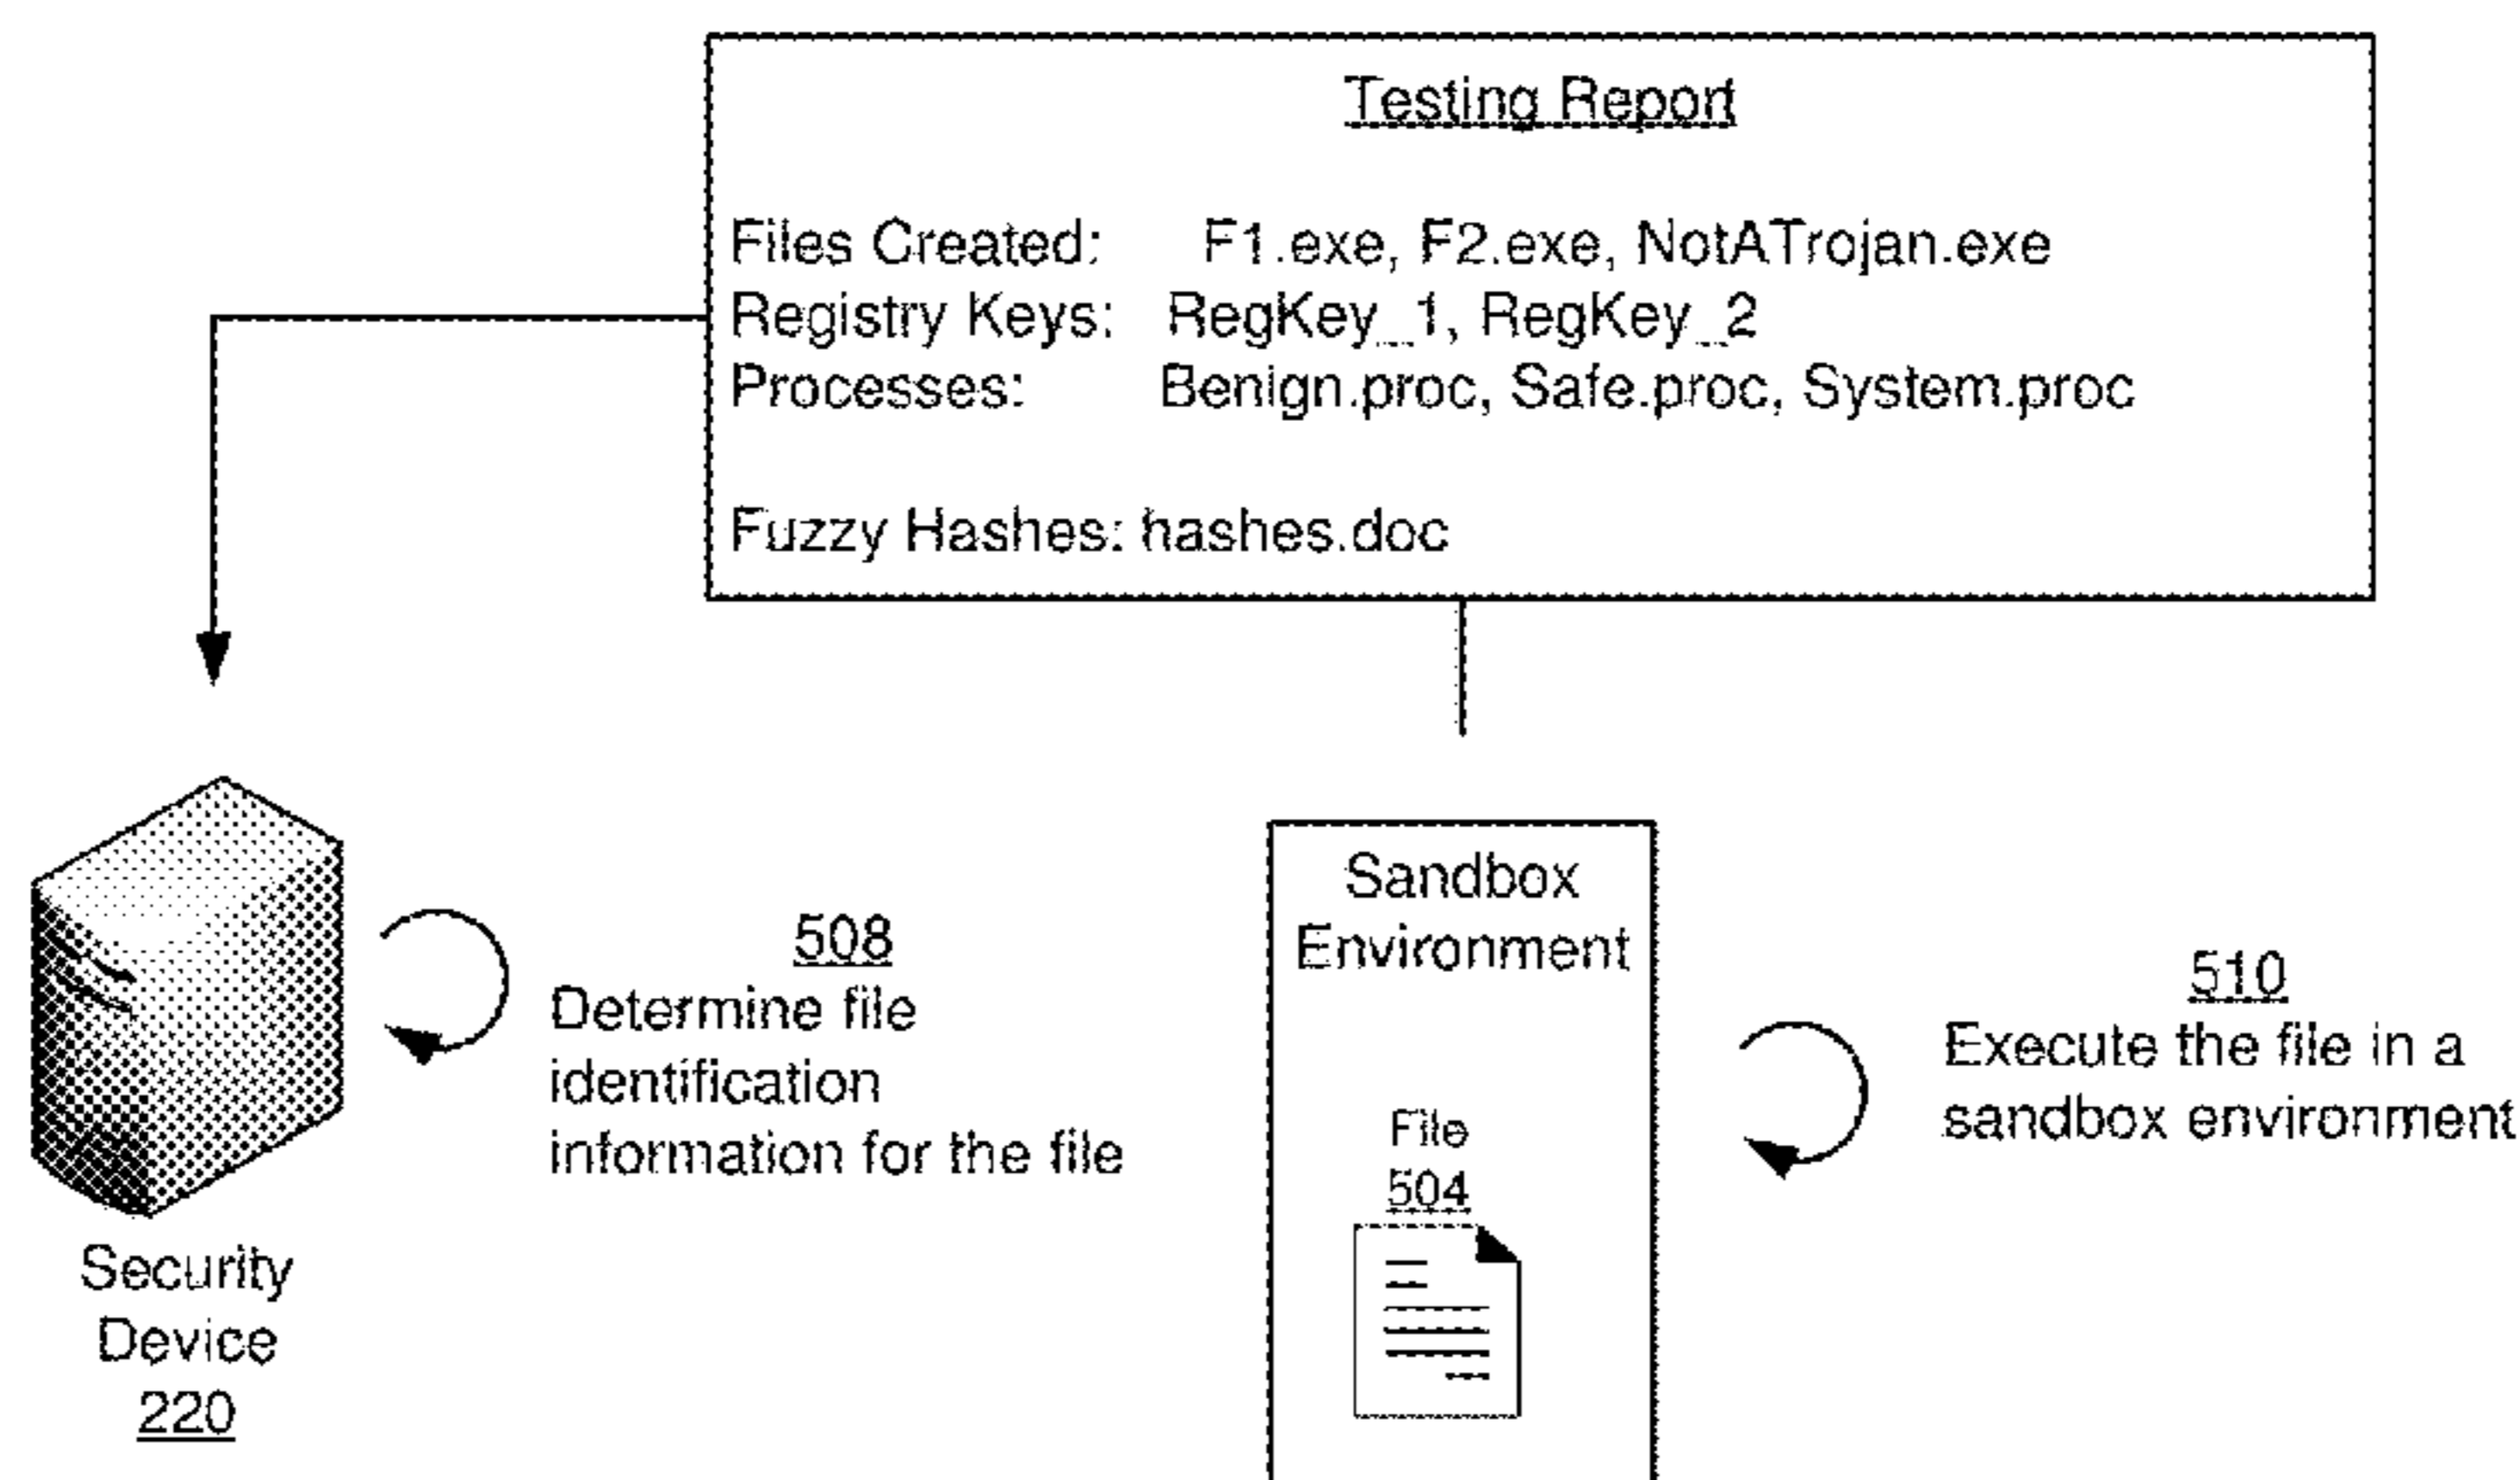 Testing Report
Files Created: F1.exe, F2.exe, NotATrojan.exe
Registry Keys: RegKey_1, RegKey_2
Processes: Benign.proc, Safe.proc, System.proc
Fuzzy Hashes: hashes.doc
508
Determine file
identification
information for the file
Security
Device
220
Sandbox
Environment
File
504
510
Execute the file in a
sandbox environment